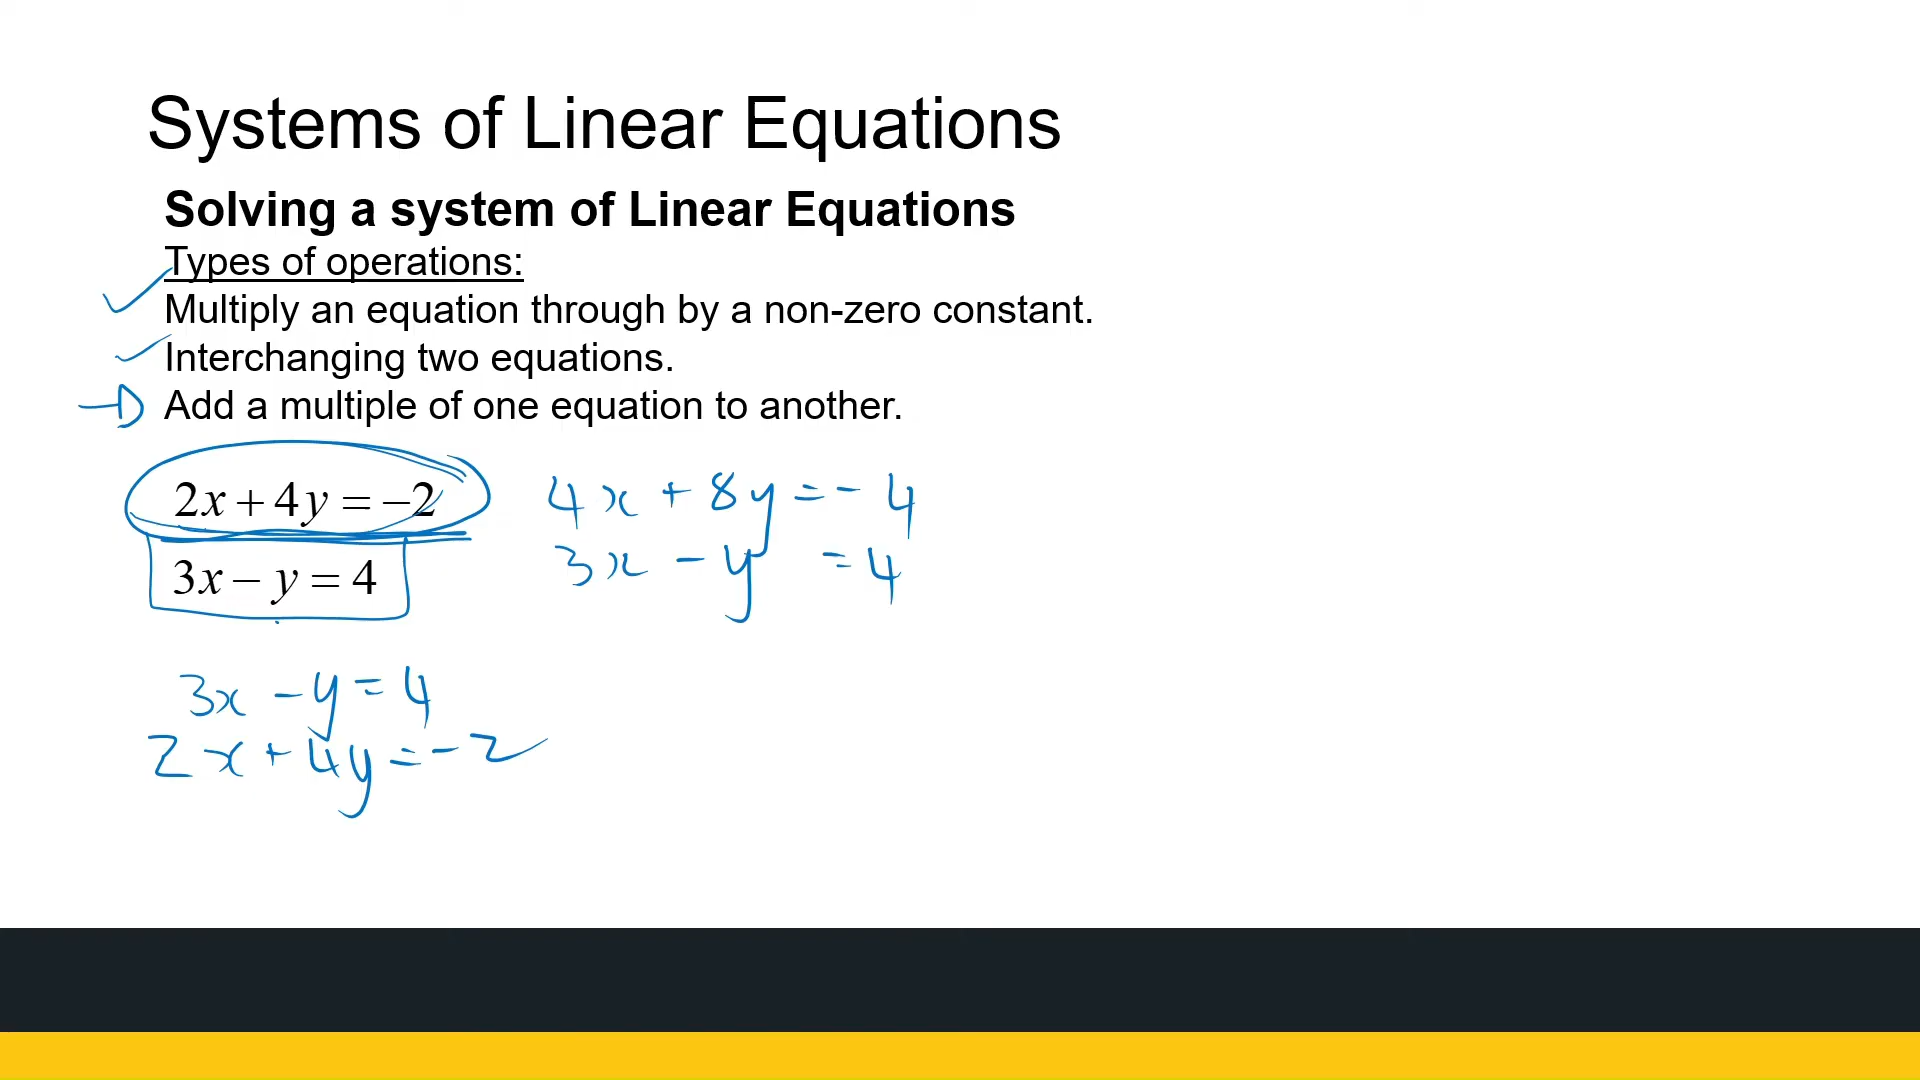 Systems of Linear Equations
Solving a system of Linear Equations
Types of operations:
Multiply an equation through by a non-zero constant.
Interchanging two equations.
Add a multiple of one equation to another.
2x + 4y = −2
3x − y = 4
4x + 8y = - 4
3x - y = 4
3x - y = 4
2x + 4y = - 2